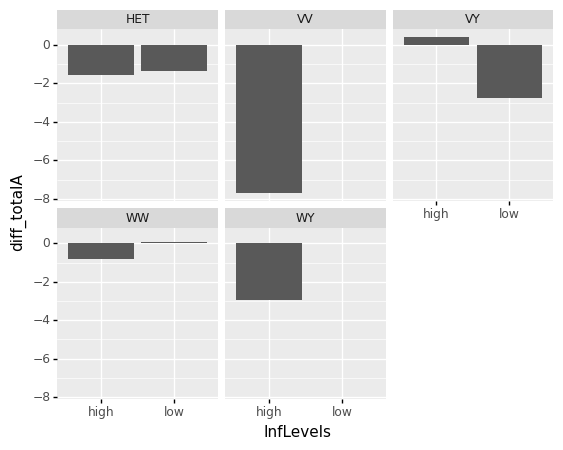 HET VV VY
0 
−2
−4
−6
−8
high low
WW WY
0
−2
−4
−6
−8
high low high low
diff_totalA
InfLevels